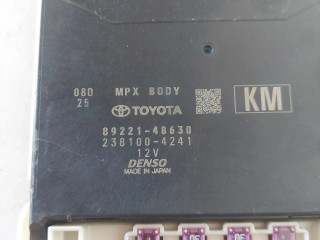 080 MPX BODY
25
TOYOTA
KM
89221-48630
238100-4241
12V
DENSO
MADE IN JAPAN